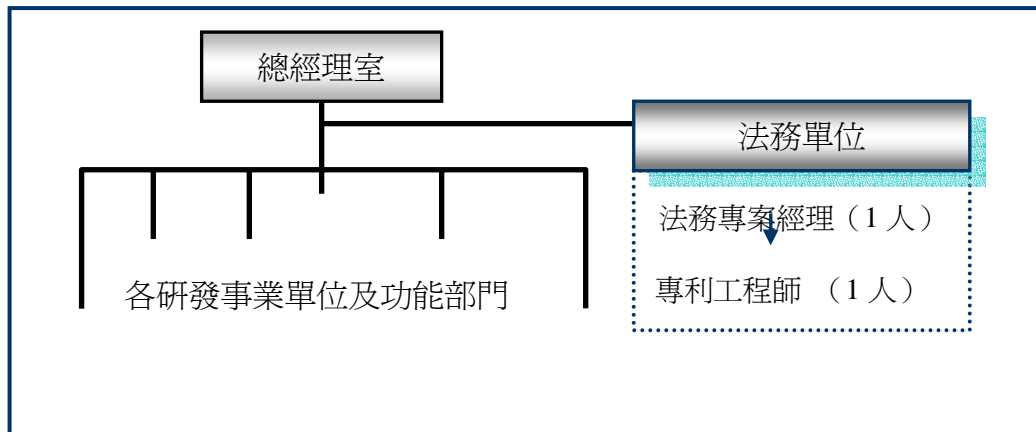 總經理室
法務單位
法務專案經理（1 人）
專利工程師 （1 人）
各研發事業單位及功能部門